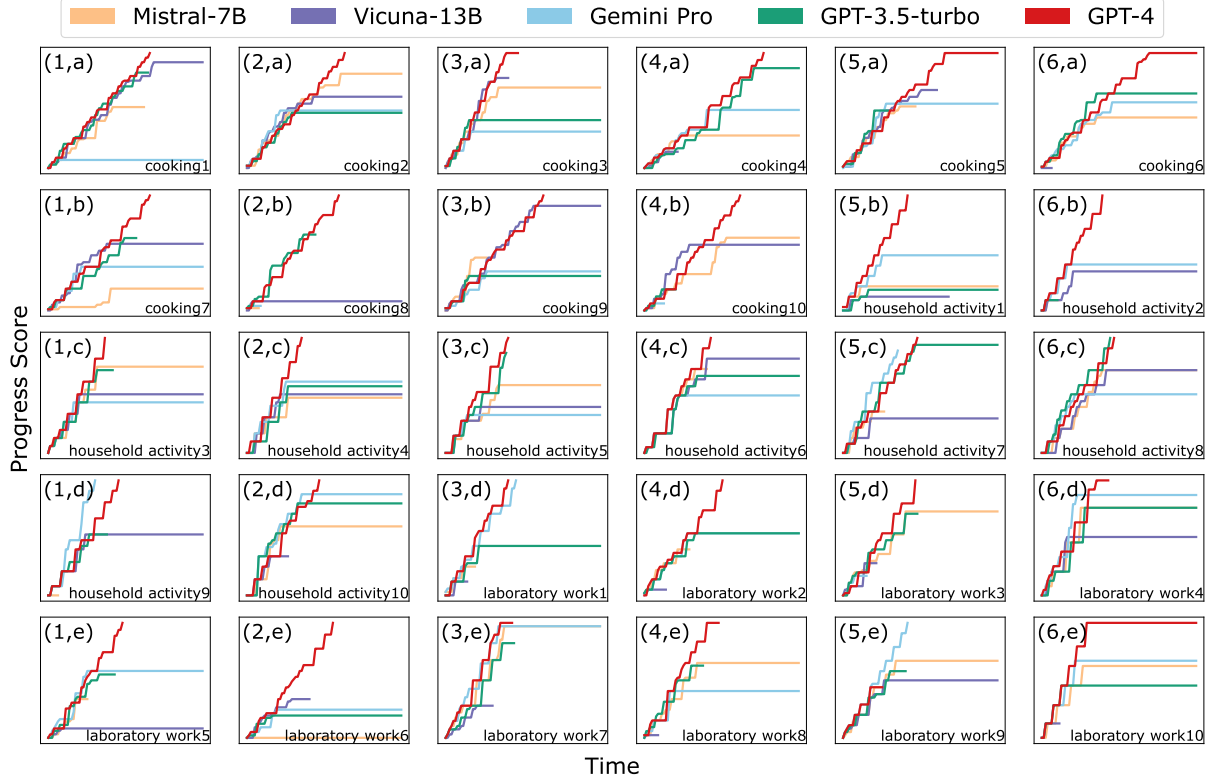 Mistral-7B Vicuna-13B Gemini Pro GPT-3.5-turbo GPT-4
(1,a) (2,a) (3,a) (4,a) (5,a) (6,a)
cooking1 cooking2 cooking3 cooking4 cooking5 cooking6
(1,b) (2,b) (3,b) (4,b) (5,b) (6,b)
cooking7 cooking8 cooking9 cooking10 household activity1 household activity2
(1,c) (2,c) (3,c) (4,c) (5,c) (6,c)
household activity3 household activity4 household activity5 household activity6 household activity7 household activity8
(1,d) (2,d) (3,d) (4,d) (5,d) (6,d)
household activity9 household activity10 laboratory work1 laboratory work2 laboratory work3 laboratory work4
(1,e) (2,e) (3,e) (4,e) (5,e) (6,e)
laboratory work5 laboratory work6 laboratory work7 laboratory work8 laboratory work9 laboratory work10
Progress Score
Time